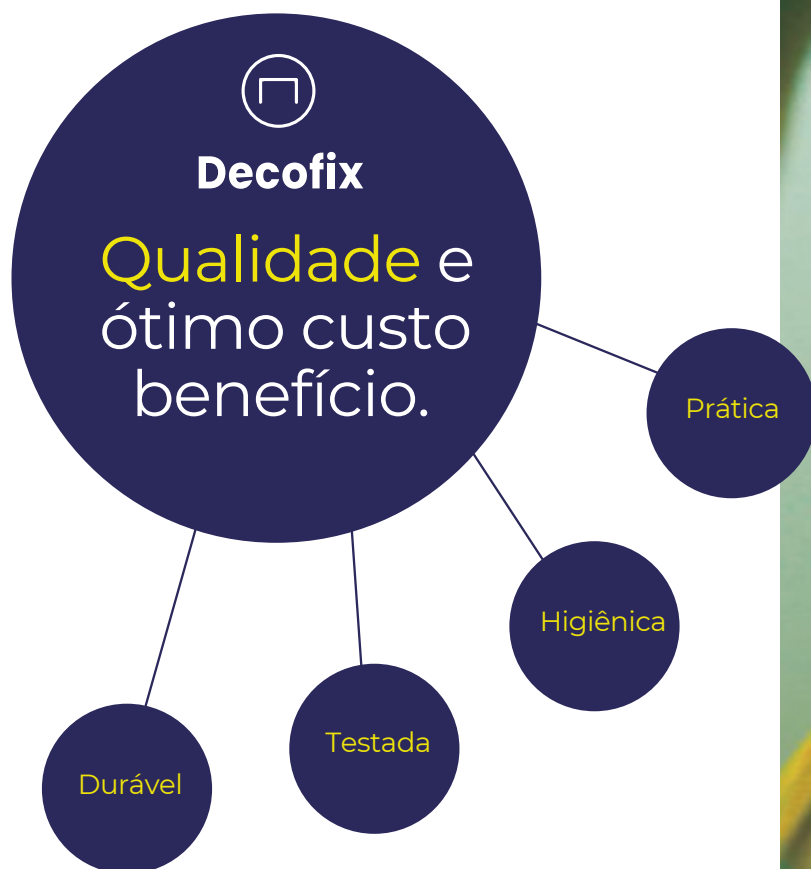 Decofix
Qualidade e
ótimo custo
benefício.
Prática
Higiênica
Testada
Durável